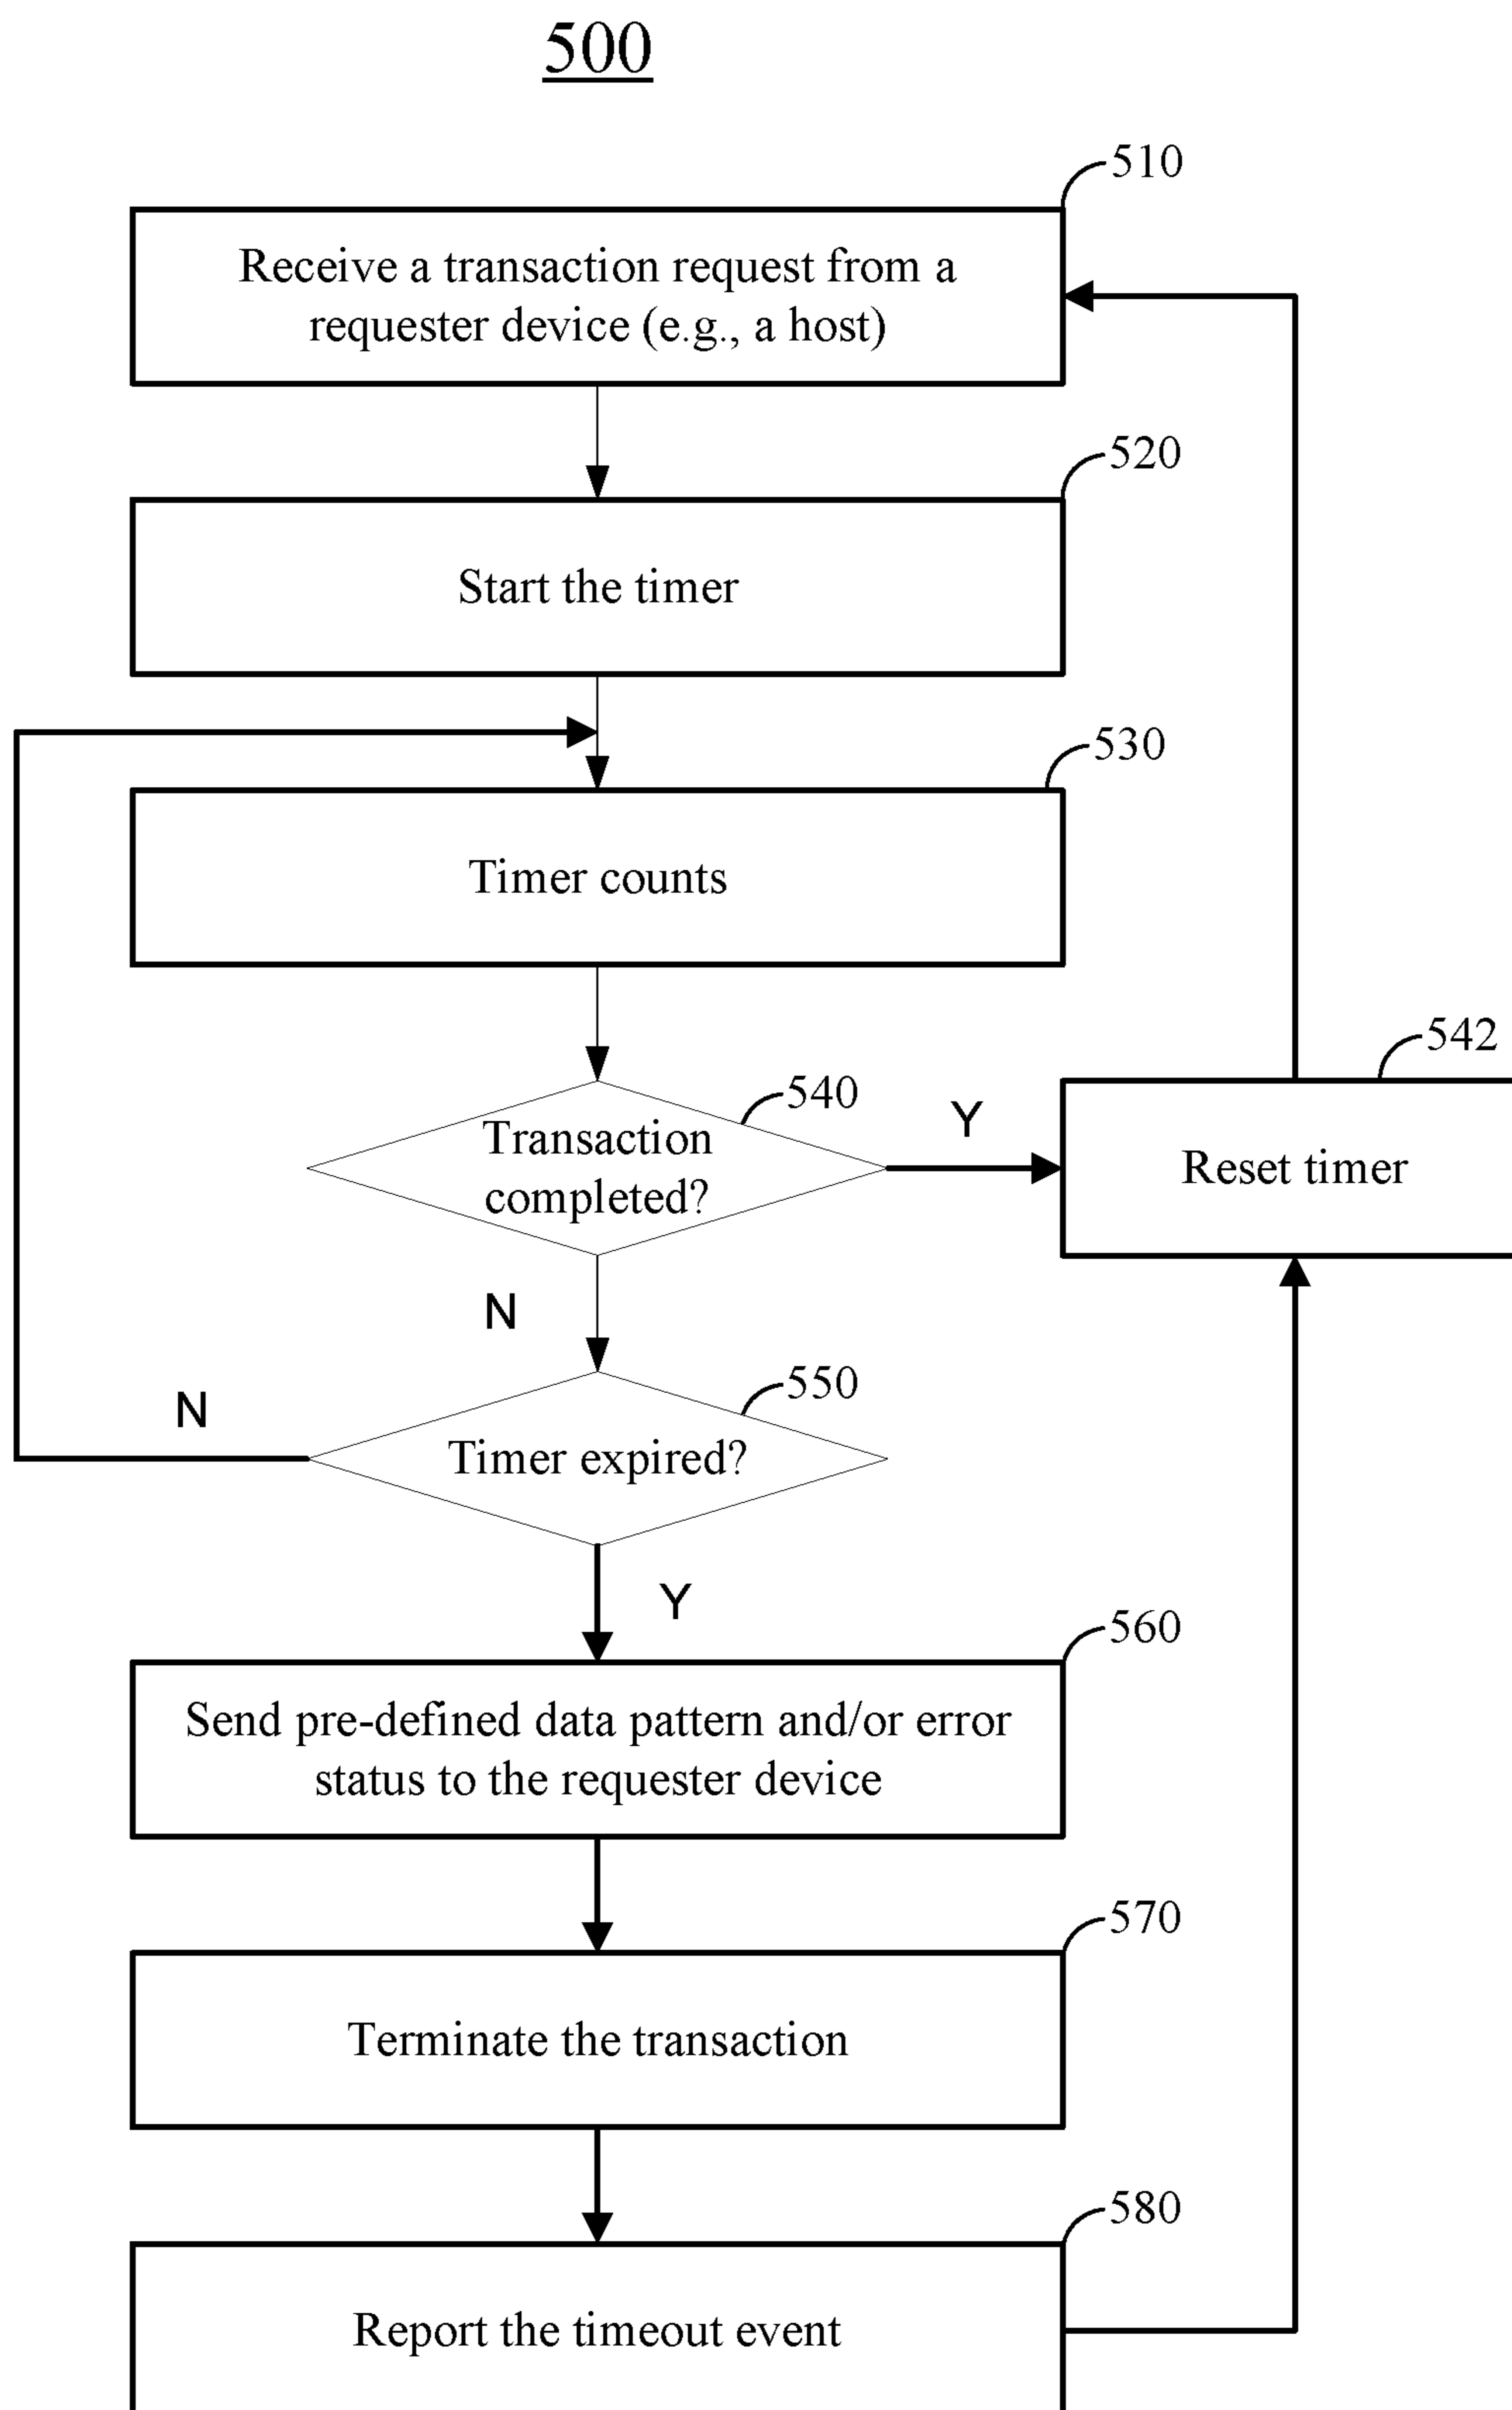 500
510
Receive a transaction request from a
requester device (e.g., a host)
520
Start the timer
530
Timer counts
540
Transaction
completed?
Y
542
Reset timer
N
550
Timer expired?
N
Y
560
Send pre-defined data pattern and/or error
status to the requester device
570
Terminate the transaction
580
Report the timeout event